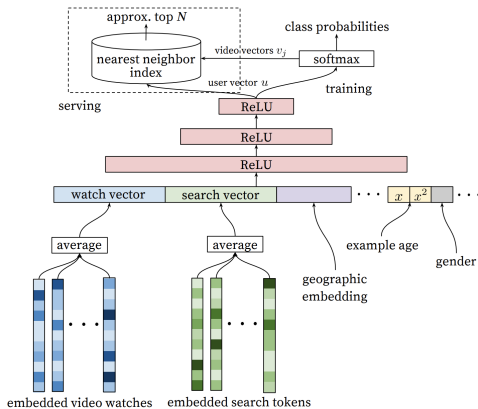 approx. top N
class probabilities
nearest neighbor
index
video vectors vⱼ
softmax
user vector u
serving
training
ReLU
ReLU
ReLU
watch vector
search vector
x
x²
average
average
example age
gender
geographic
embedding
embedded video watches
embedded search tokens